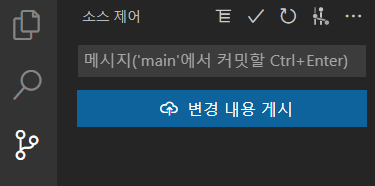 소스 제어
메시지('main'에서 커밋할 Ctrl+Enter)
변경 내용 게시